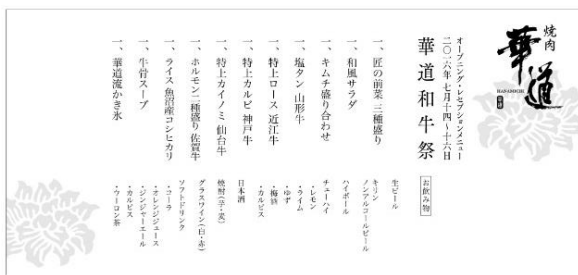 焼肉
華道
HANAMICHI
オープニング・レセプションメニュー
二〇二六年 七月十四～十六日
華道和牛祭
一、匠の前菜 三種盛り
一、和風サラダ
一、キムチ盛り合わせ
一、塩タン 山形牛
一、特上ロース 近江牛
一、特上カルビ 神戸牛
一、特上カイノミ 仙台牛
一、ホルモン二種盛り 佐賀牛
一、ライス 魚沼産コシヒカリ
一、牛骨スープ
一、華道流かき氷
お飲み物
生ビール
キリン
ノンアルコールビール
ハイボール
チューハイ
・レモン
・ライム
・ゆず
・梅酒
・カルピス
日本酒
焼酎(芋・麦)
グラスワイン(白・赤)
ソフトドリンク
・コーラ
・オレンジジュース
・ジンジャーエール
・カルピス
・ウーロン茶